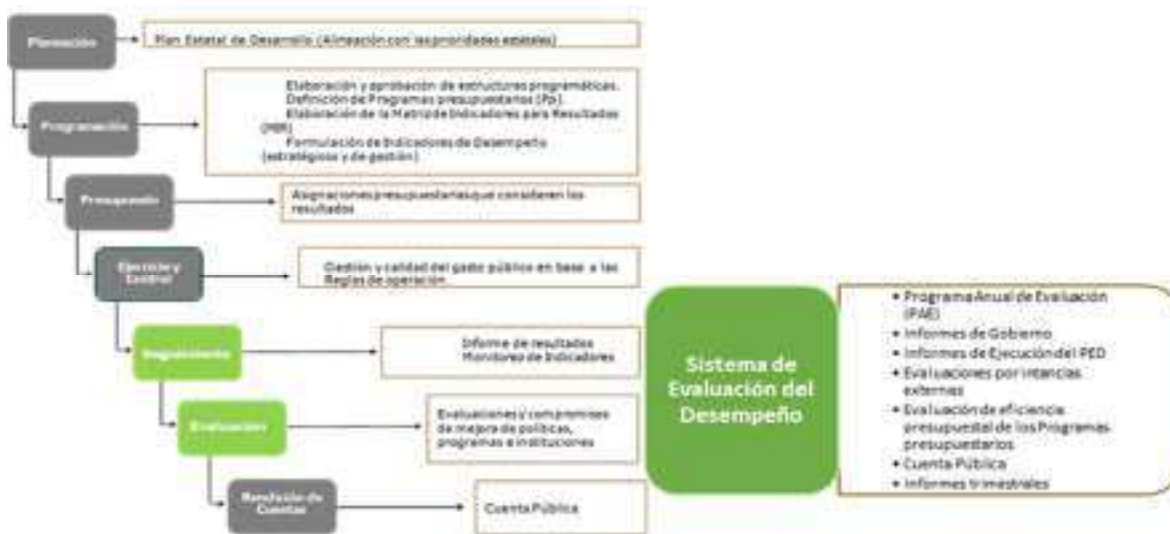 Planeación
Plan Estatal de Desarrollo (Alineación con las prioridades estatales)
Programación
Elaboración y aprobación de estructuras programáticas.
Definición de Programas presupuestarios (Pp).
Elaboración de la Matriz de Indicadores para Resultados
(MIR)
Formulación de Indicadores de Desempeño
(estratégicos y de gestión)
Presupuesto
Asignaciones presupuestarias que consideren los
resultados
Ejercicio y
Control
Gestión y calidad del gasto público en base a las
Reglas de operación
Seguimiento
Informe de resultados
Monitoreo de Indicadores
Evaluación
Evaluaciones y compromisos
de mejora de políticas,
programas e instituciones
Rendición de
Cuentas
Cuenta Pública
Sistema de
Evaluación del
Desempeño
• Programa Anual de Evaluación
(PAE)
• Informes de Gobierno
• Informes de Ejecución del PED
• Evaluaciones por intancias
externas
• Evaluación de eficiencia
presupuestal de los Programas
presupuestarios
• Cuenta Pública
• Informes trimestrales